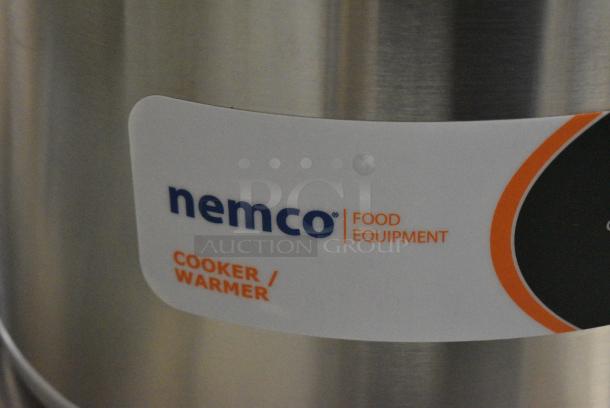 nemco®
FOOD
EQUIPMENT
COOKER /
WARMER
PCI
AUCTION GROUP